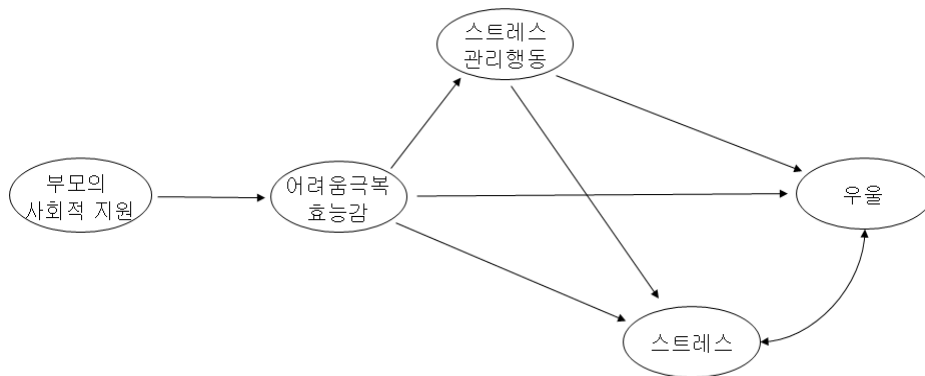 스트레스
관리행동
부모의
사회적 지원
어려움극복
효능감
우울
스트레스